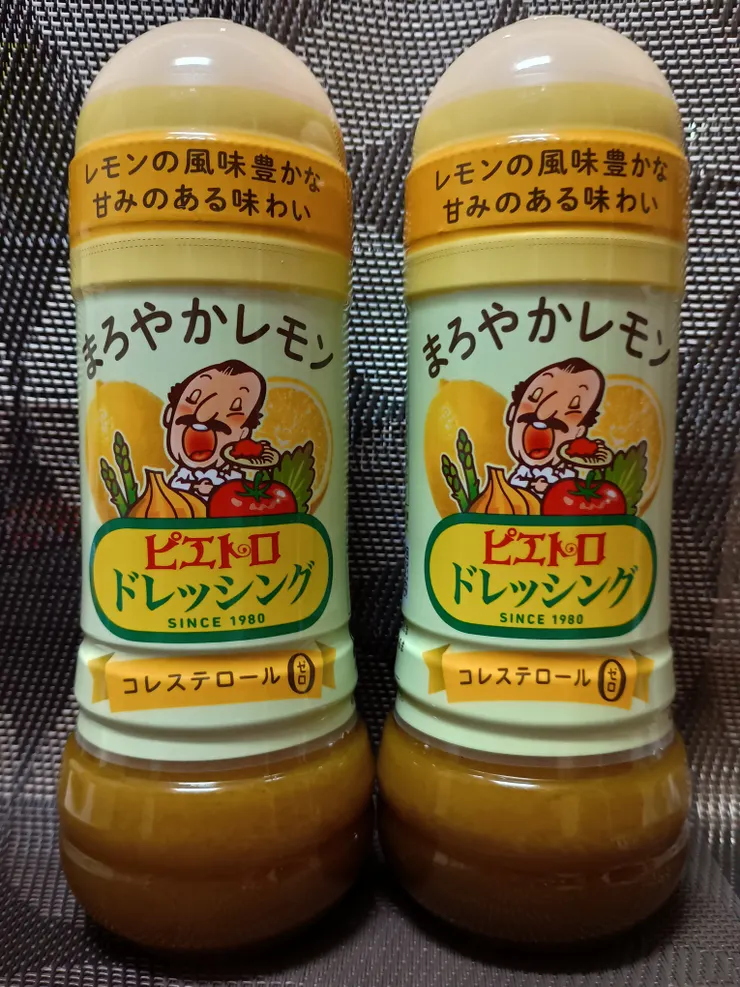 レモンの風味豊かな
甘みのある味わい
まろやかレモン
ピエトロ
ドレッシング
SINCE 1980
コレステロール0
ゼロ
レモンの風味豊かな
甘みのある味わい
まろやかレモン
ピエトロ
ドレッシング
SINCE 1980
コレステロール0
ゼロ